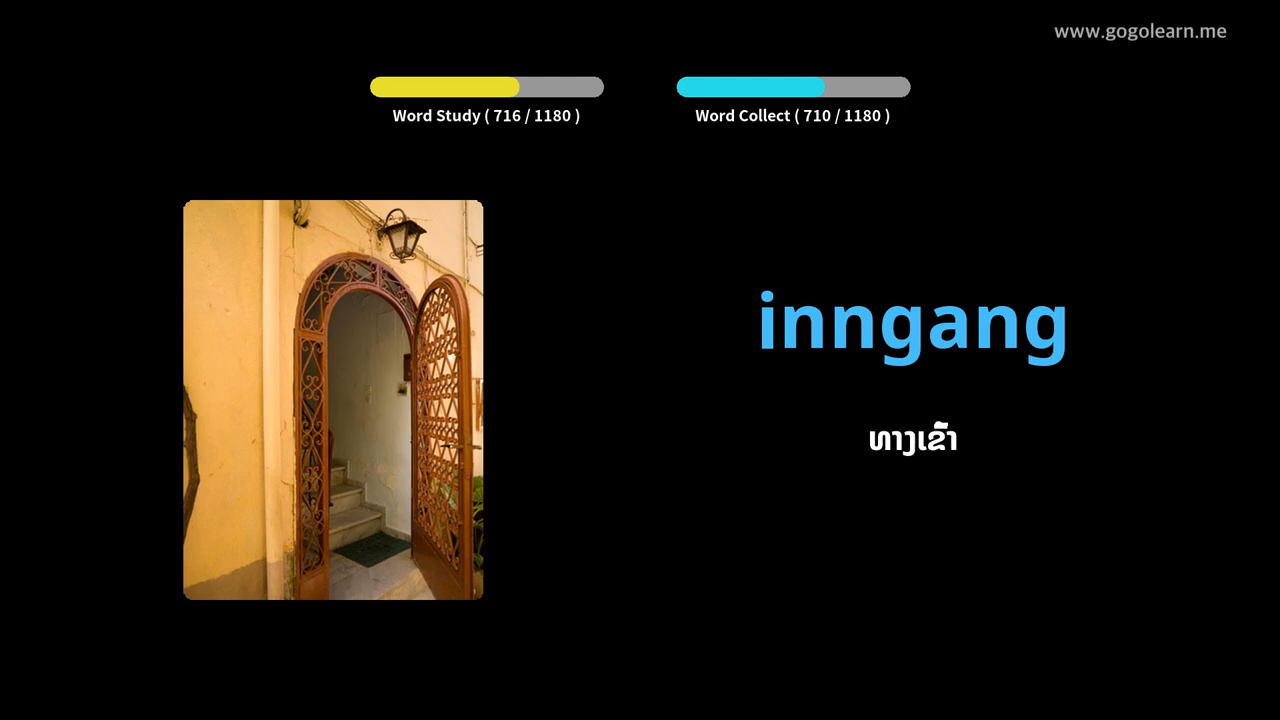 www.gogolearn.me
Word Study ( 716 / 1180 )
Word Collect ( 710 / 1180 )
inngang
ທາງເຂົ້າ